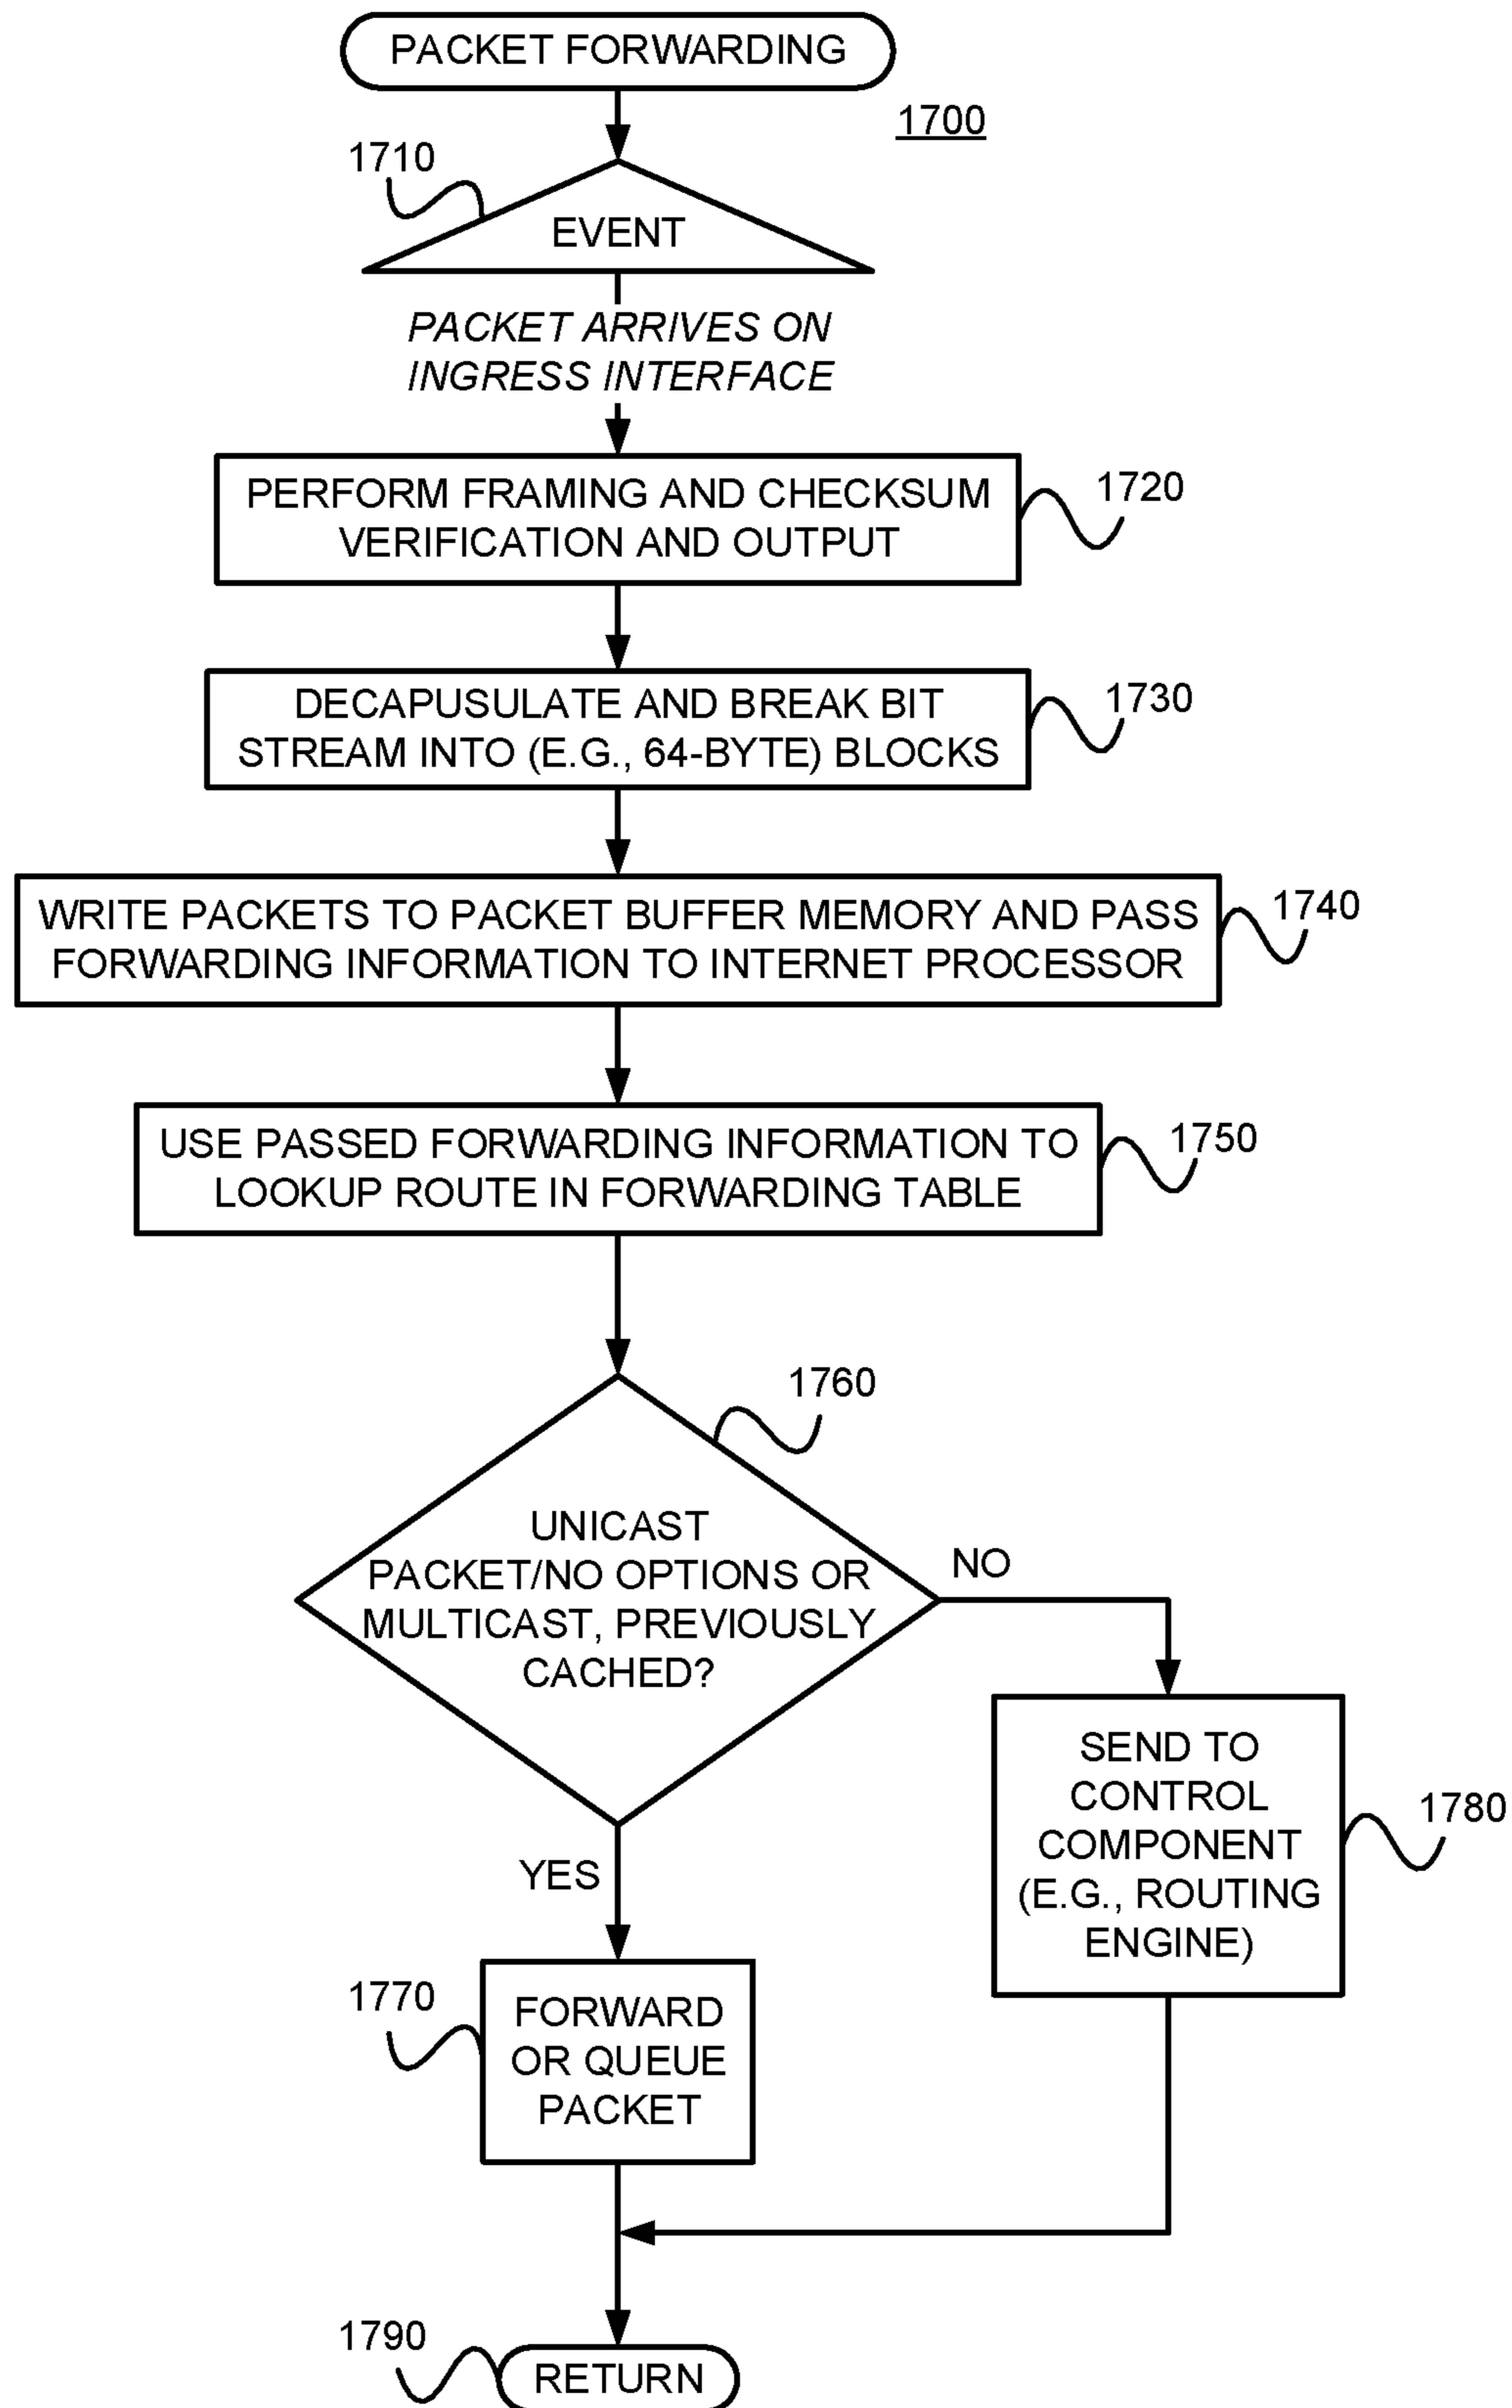 PACKET FORWARDING
1700
1710
EVENT
PACKET ARRIVES ON
INGRESS INTERFACE
PERFORM FRAMING AND CHECKSUM
VERIFICATION AND OUTPUT
1720
DECAPUSULATE AND BREAK BIT
STREAM INTO (E.G., 64-BYTE) BLOCKS
1730
WRITE PACKETS TO PACKET BUFFER MEMORY AND PASS
FORWARDING INFORMATION TO INTERNET PROCESSOR
1740
USE PASSED FORWARDING INFORMATION TO
LOOKUP ROUTE IN FORWARDING TABLE
1750
1760
UNICAST
PACKET/NO OPTIONS OR
MULTICAST, PREVIOUSLY
CACHED?
NO
SEND TO
CONTROL
COMPONENT
(E.G., ROUTING
ENGINE)
1780
YES
1770
FORWARD
OR QUEUE
PACKET
1790
RETURN